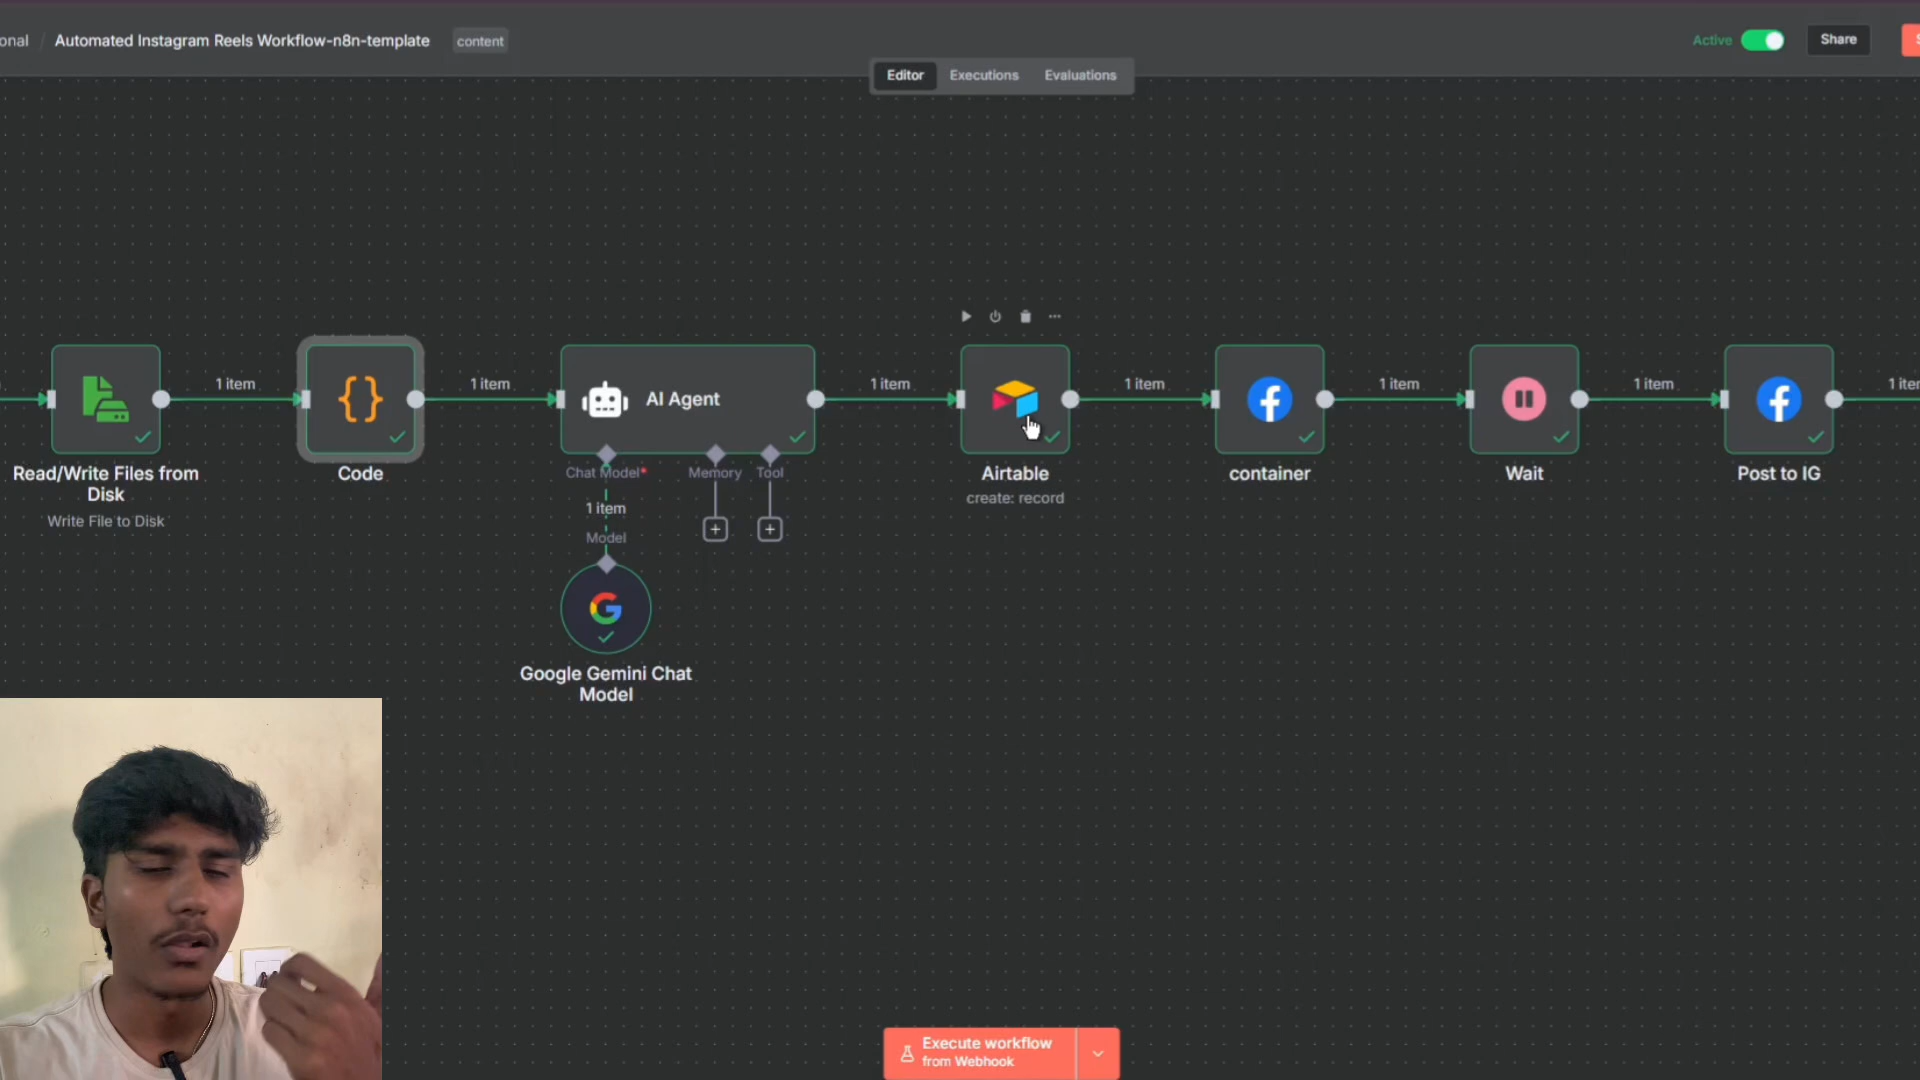 onal / Automated Instagram Reels Workflow-n8n-template content
Active Share S
Editor Executions Evaluations
1 item 1 item 1 item 1 item 1 item 1 item 1 iter
AI Agent
Read/Write Files from
Disk
Write File to Disk
Code
Chat Model* Memory Tool
1 item
Model
Google Gemini Chat
Model
Airtable
create: record
container
Wait
Post to IG
Execute workflow
from Webhook